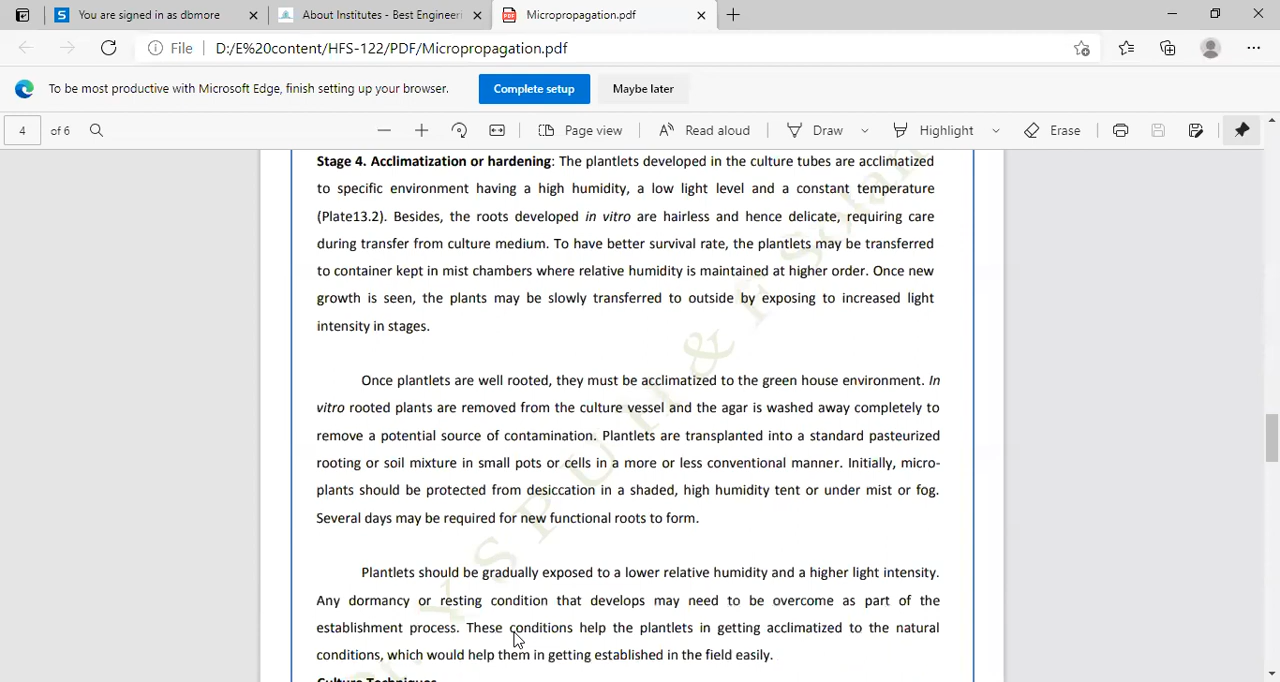 You are signed in as dbmore
About Institutes - Best Engineeri
Micropropagation.pdf
File D:/E%20content/HFS-122/PDF/Micropropagation.pdf
To be most productive with Microsoft Edge, finish setting up your browser. Complete setup Maybe later
4 of 6 Page view Read aloud Draw Highlight Erase
Stage 4. Acclimatization or hardening: The plantlets developed in the culture tubes are acclimatized
to specific environment having a high humidity, a low light level and a constant temperature
(Plate13.2). Besides, the roots developed in vitro are hairless and hence delicate, requiring care
during transfer from culture medium. To have better survival rate, the plantlets may be transferred
to container kept in mist chambers where relative humidity is maintained at higher order. Once new
growth is seen, the plants may be slowly transferred to outside by exposing to increased light
intensity in stages.
Once plantlets are well rooted, they must be acclimatized to the green house environment. In
vitro rooted plants are removed from the culture vessel and the agar is washed away completely to
remove a potential source of contamination. Plantlets are transplanted into a standard pasteurized
rooting or soil mixture in small pots or cells in a more or less conventional manner. Initially, micro-
plants should be protected from desiccation in a shaded, high humidity tent or under mist or fog.
Several days may be required for new functional roots to form.
Plantlets should be gradually exposed to a lower relative humidity and a higher light intensity.
Any dormancy or resting condition that develops may need to be overcome as part of the
establishment process. These conditions help the plantlets in getting acclimatized to the natural
conditions, which would help them in getting established in the field easily.
Culture Techniques